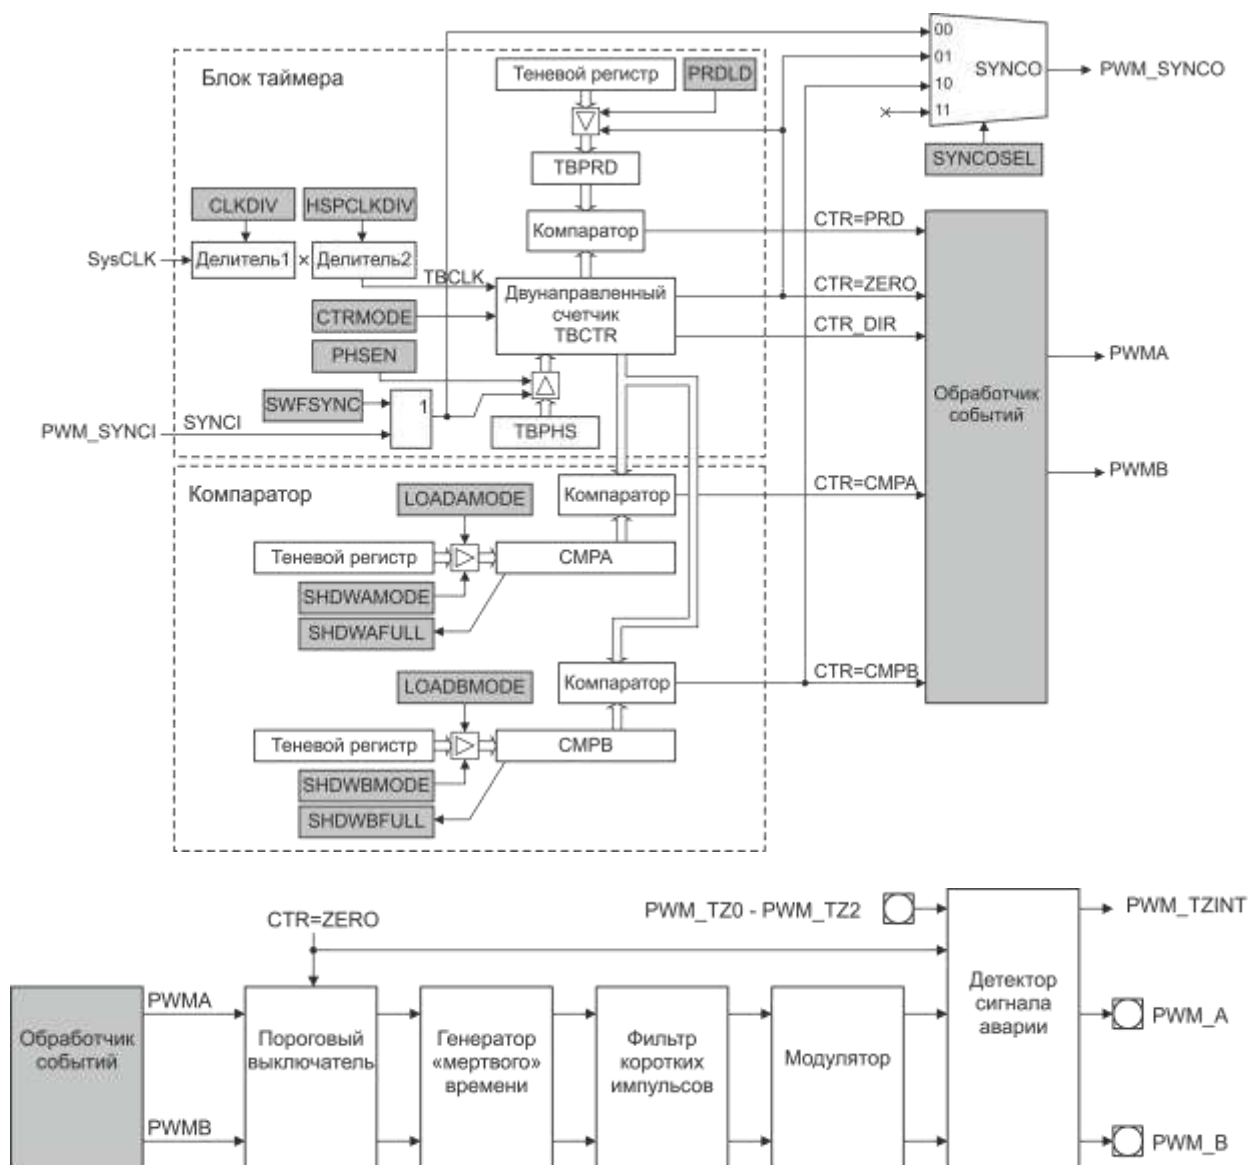 00
01
SYNCO
PWM_SYNCO
10
11
SYNCOSEL
Блок таймера
Теневой регистр
PRDLD
TBPRD
CLKDIV
HSPCLKDIV
Компаратор
CTR=PRD
SysCLK
Делитель1
×
Делитель2
TBCLK
Двунаправленный
счетчик
TBCTR
CTR=ZERO
CTRMODE
CTR_DIR
PHSEN
PWMA
SWFSYNC
1
Обработчик
событий
PWM_SYNCI
SYNCI
TBPHS
PWMB
Компаратор
LOADAMODE
Компаратор
CTR=CMPA
Теневой регистр
CMPA
SHDWAMODE
SHDWAFULL
LOADBMODE
Компаратор
CTR=CMPB
Теневой регистр
CMPB
SHDWBMODE
SHDWBFULL
CTR=ZERO
PWM_TZ0 - PWM_TZ2
PWM_TZINT
Обработчик
событий
PWMA
PWMB
Пороговый
выключатель
Генератор
«мертвого»
времени
Фильтр
коротких
импульсов
Модулятор
Детектор
сигнала
аварии
PWM_A
PWM_B